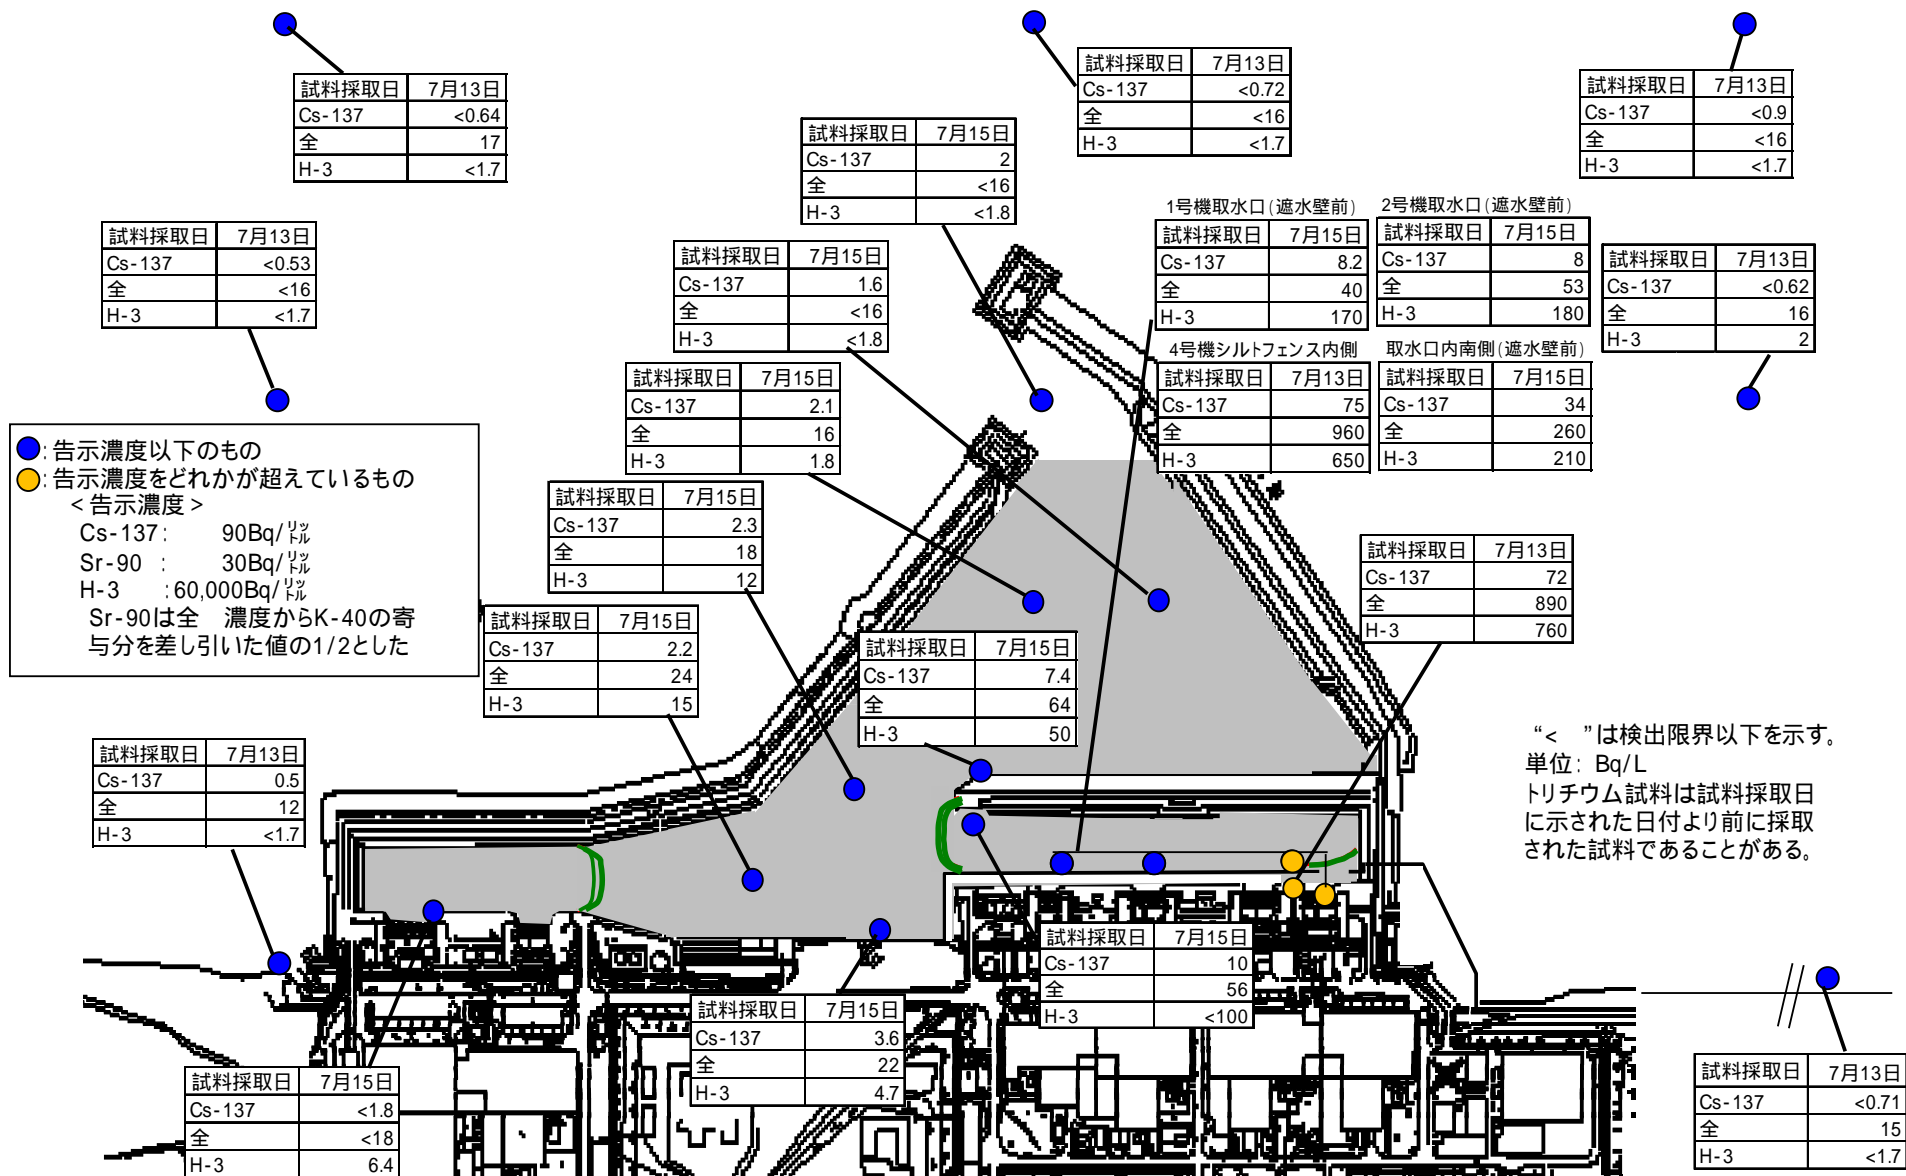 試料採取日 7月13日
Cs-137 <0.64
全 17
H-3 <1.7
試料採取日 7月13日
Cs-137 <0.72
全 <16
H-3 <1.7
試料採取日 7月13日
Cs-137 <0.9
全 <16
H-3 <1.7
試料採取日 7月15日
Cs-137 2
全 <16
H-3 <1.8
試料採取日 7月13日
Cs-137 <0.53
全 <16
H-3 <1.7
試料採取日 7月15日
Cs-137 1.6
全 <16
H-3 <1.8
1号機取水口(遮水壁前)
試料採取日 7月15日
Cs-137 8.2
全 40
H-3 170
2号機取水口(遮水壁前)
試料採取日 7月15日
Cs-137 8
全 53
H-3 180
試料採取日 7月13日
Cs-137 <0.62
全 16
H-3 2
4号機シルトフェンス内側
試料採取日 7月13日
Cs-137 75
全 960
H-3 650
取水口内南側(遮水壁前)
試料採取日 7月15日
Cs-137 34
全 260
H-3 210
試料採取日 7月15日
Cs-137 2.1
全 16
H-3 1.8
:告示濃度以下のもの
:告示濃度をどれかが超えているもの
<告示濃度>
Cs-137: 90Bq/リットル
Sr-90 : 30Bq/リットル
H-3 :60,000Bq/リットル
Sr-90は全 濃度からK-40の寄
与分を差し引いた値の1/2とした
試料採取日 7月15日
Cs-137 2.3
全 18
H-3 12
試料採取日 7月13日
Cs-137 72
全 890
H-3 760
試料採取日 7月15日
Cs-137 2.2
全 24
H-3 15
試料採取日 7月15日
Cs-137 7.4
全 64
H-3 50
“< ”は検出限界以下を示す。
単位: Bq/L
トリチウム試料は試料採取日
に示された日付より前に採取
された試料であることがある。
試料採取日 7月13日
Cs-137 0.5
全 12
H-3 <1.7
試料採取日 7月15日
Cs-137 10
全 56
H-3 <100
試料採取日 7月15日
Cs-137 3.6
全 22
H-3 4.7
試料採取日 7月15日
Cs-137 <1.8
全 <18
H-3 6.4
試料採取日 7月13日
Cs-137 <0.71
全 15
H-3 <1.7